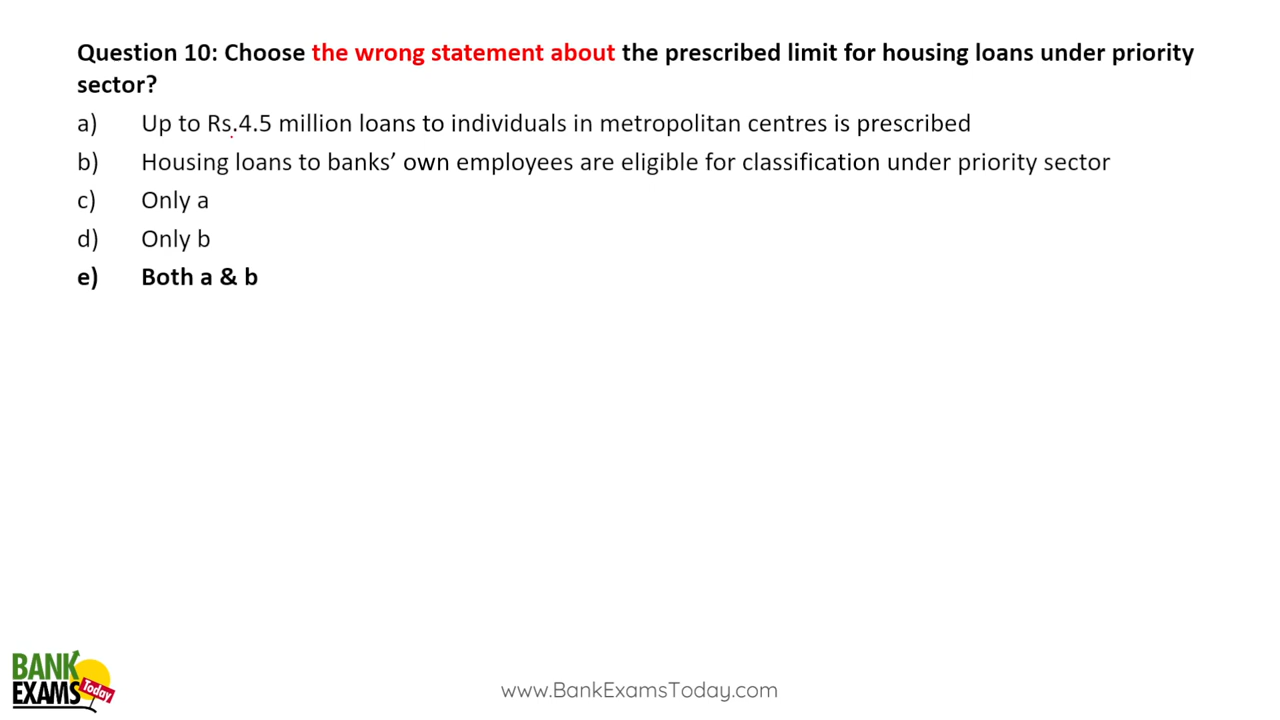 Question 10: Choose the wrong statement about the prescribed limit for housing loans under priority
sector?
a) Up to Rs.4.5 million loans to individuals in metropolitan centres is prescribed
b) Housing loans to banks’ own employees are eligible for classification under priority sector
c) Only a
d) Only b
e) Both a & b
BANK
EXAMS
Today
www.BankExamsToday.com